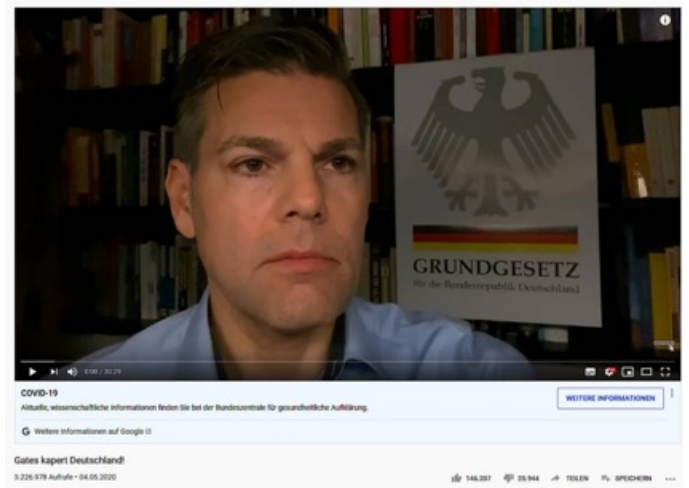 GRUNDGESETZ
für die Bundesrepublik Deutschland
0:00 / 30:29
COVID-19
WEITERE INFORMATIONEN
Aktuelle, wissenschaftliche Informationen finden Sie bei der Bundeszentrale für gesundheitliche Aufklärung.
G Weitere Informationen auf Google
Gates kapert Deutschland!
3.226.978 Aufrufe • 04.05.2020
146.287 25.944 TEILEN SPEICHERN